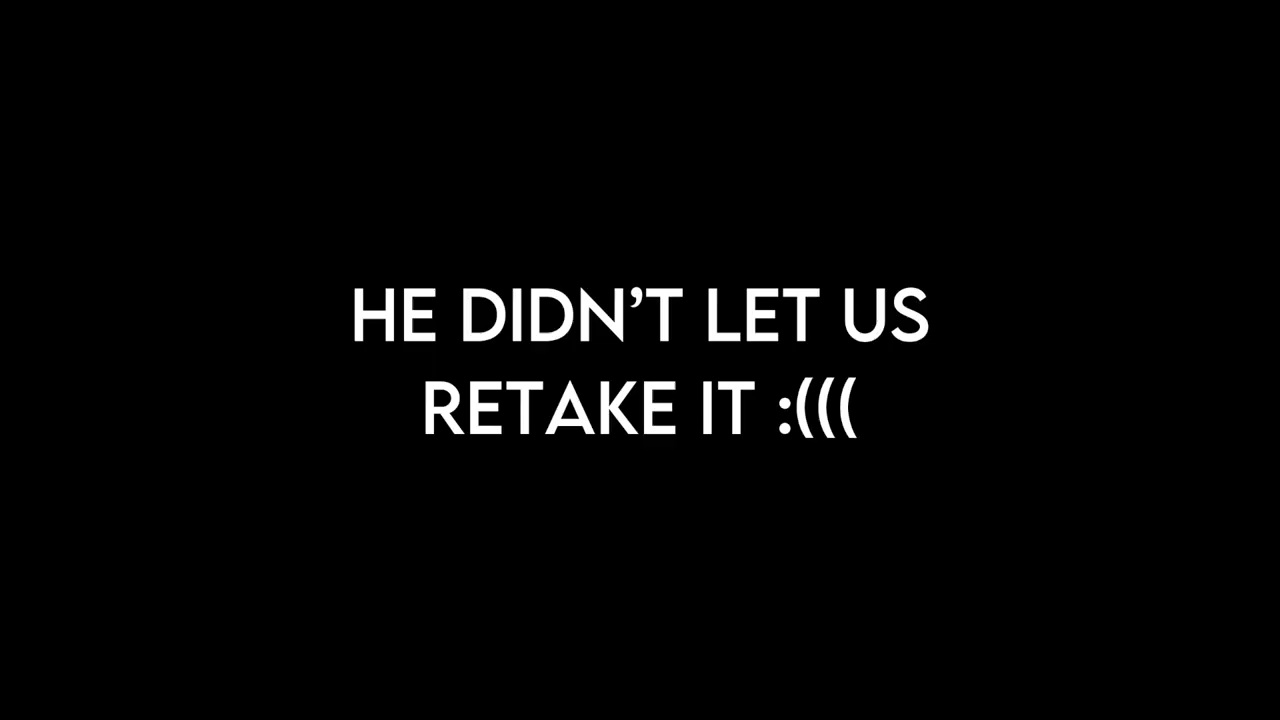 HE DIDN’T LET US
RETAKE IT :(((